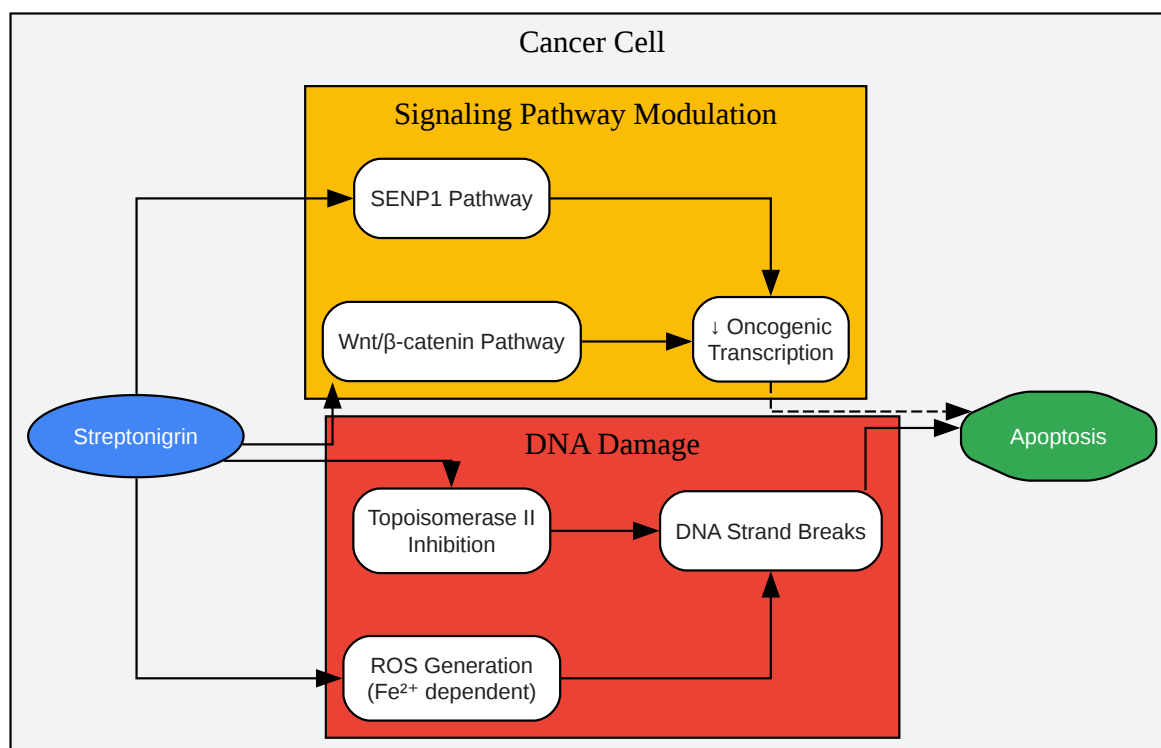 Cancer Cell
Signaling Pathway Modulation
SENP1 Pathway
Wnt/β-catenin Pathway
↓ Oncogenic
Transcription
Streptonigrin
Apoptosis
DNA Damage
Topoisomerase II
Inhibition
DNA Strand Breaks
ROS Generation
(Fe²⁺ dependent)